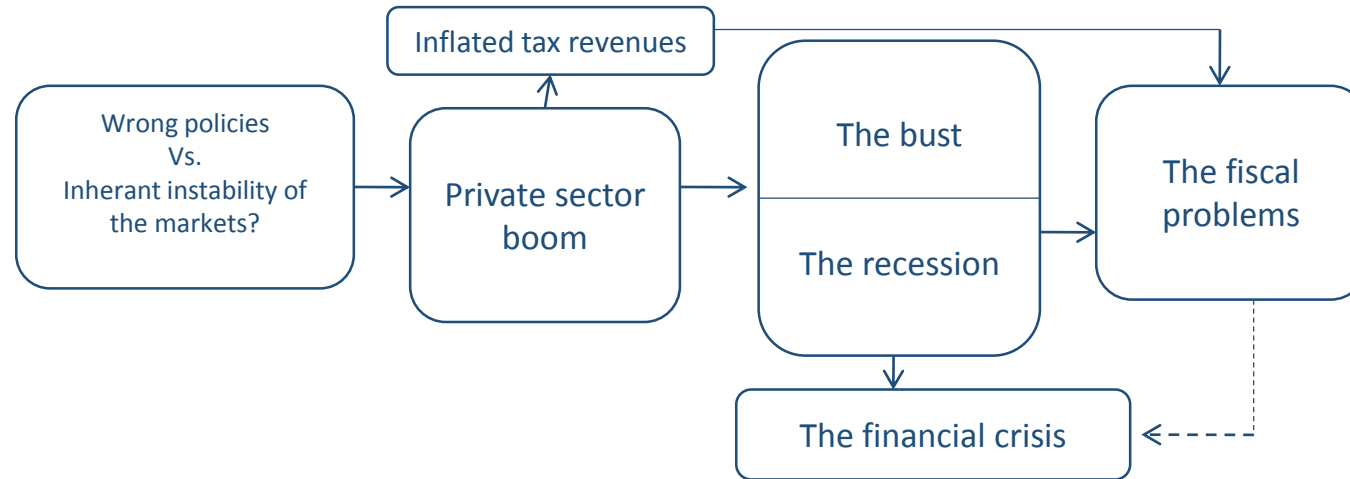 Inflated tax revenues
Wrong policies
Vs.
Inherant instability of
the markets?
Private sector
boom
The bust
The recession
The fiscal
problems
The financial crisis